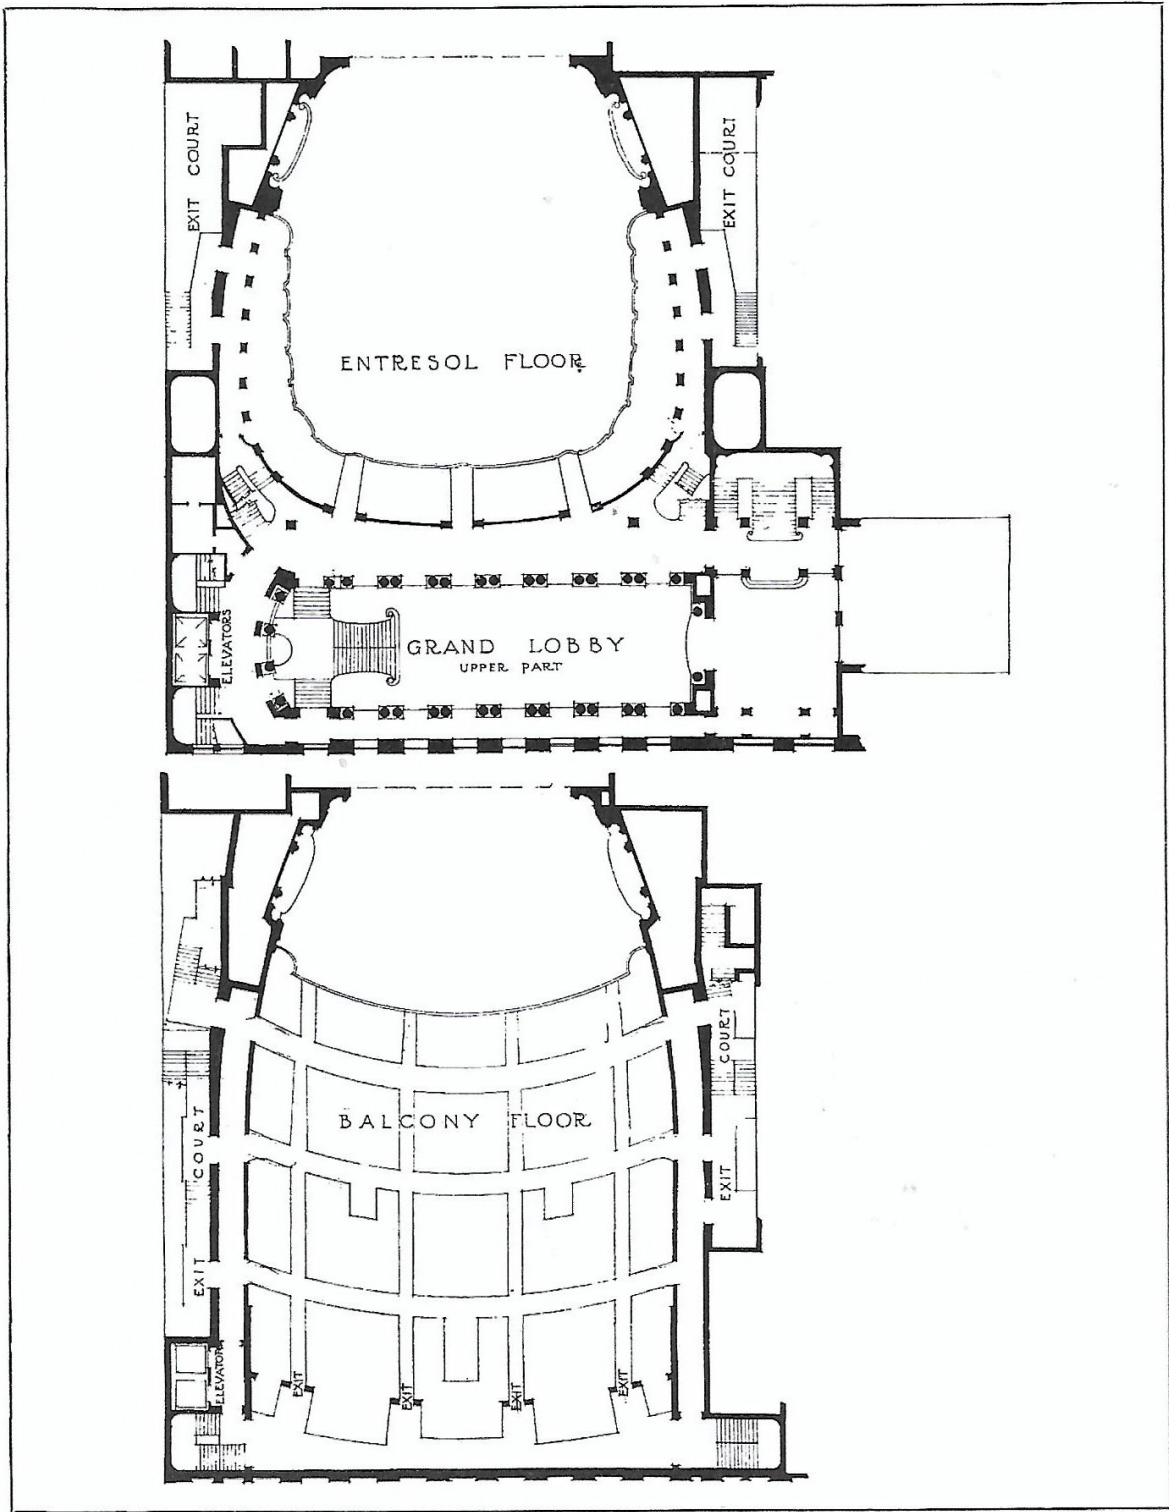 EXIT COURT
EXIT COURT
ENTRESOL FLOOR
ELEVATORS
GRAND LOBBY
UPPER PART
COURT
BALCONY FLOOR
COURT
EXIT
EXIT
ELEVATORS
EXIT
EXIT
EXIT
EXIT